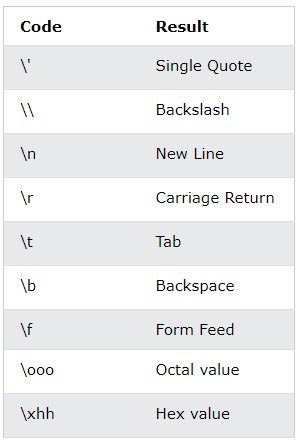 Code Result
\' Single Quote
\\ Backslash
\n New Line
\r Carriage Return
\t Tab
\b Backspace
\f Form Feed
\ooo Octal value
\xhh Hex value